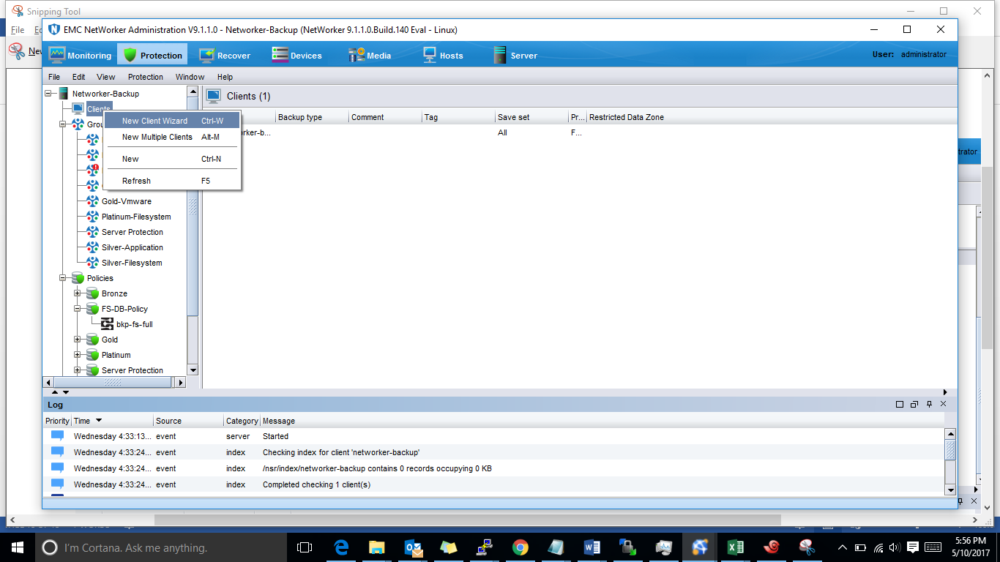 Snipping Tool
File
New
EMC NetWorker Administration V9.1.1.0 - Networker-Backup (NetWorker 9.1.1.0.Build.140 Eval - Linux)
Monitoring Protection Recover Devices Media Hosts Server User: administrator
File Edit View Protection Window Help
Networker-Backup
Clients
Grou
Gold-Vmware
Platinum-Filesystem
Server Protection
Silver-Application
Silver-Filesystem
Policies
Bronze
FS-DB-Policy
bkp-fs-full
Gold
Platinum
Server Protection
New Client Wizard Ctrl-W
New Multiple Clients Alt-M
New Ctrl-N
Refresh F5
Clients (1)
Backup type Comment Tag Save set Pr... Restricted Data Zone
rker-b... All F...
trator
Log
Priority Time Source Category Message
Wednesday 4:33:13... event server Started
Wednesday 4:33:24... event index Checking index for client 'networker-backup'
Wednesday 4:33:24... event index /nsr/index/networker-backup contains 0 records occupying 0 KB
Wednesday 4:33:24... event index Completed checking 1 client(s)
I'm Cortana. Ask me anything.
5:56 PM
5/10/2017